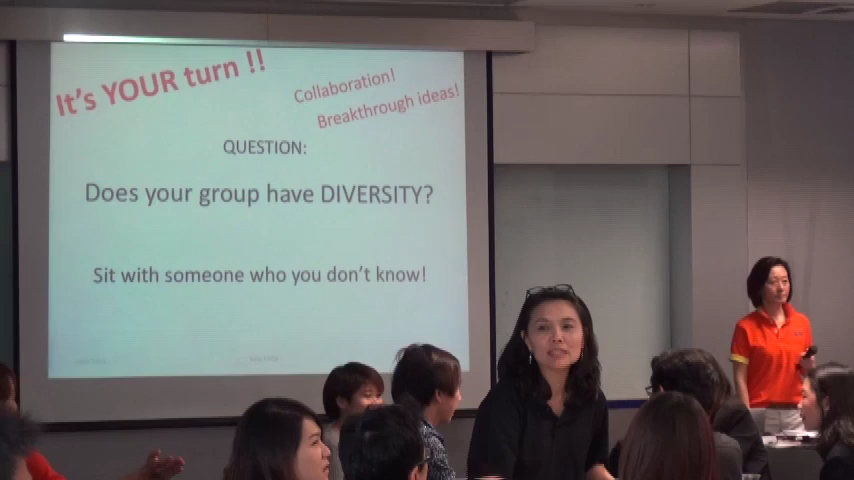 It's YOUR turn !!
Collaboration!
Breakthrough ideas!
QUESTION:
Does your group have DIVERSITY?
Sit with someone who you don't know!